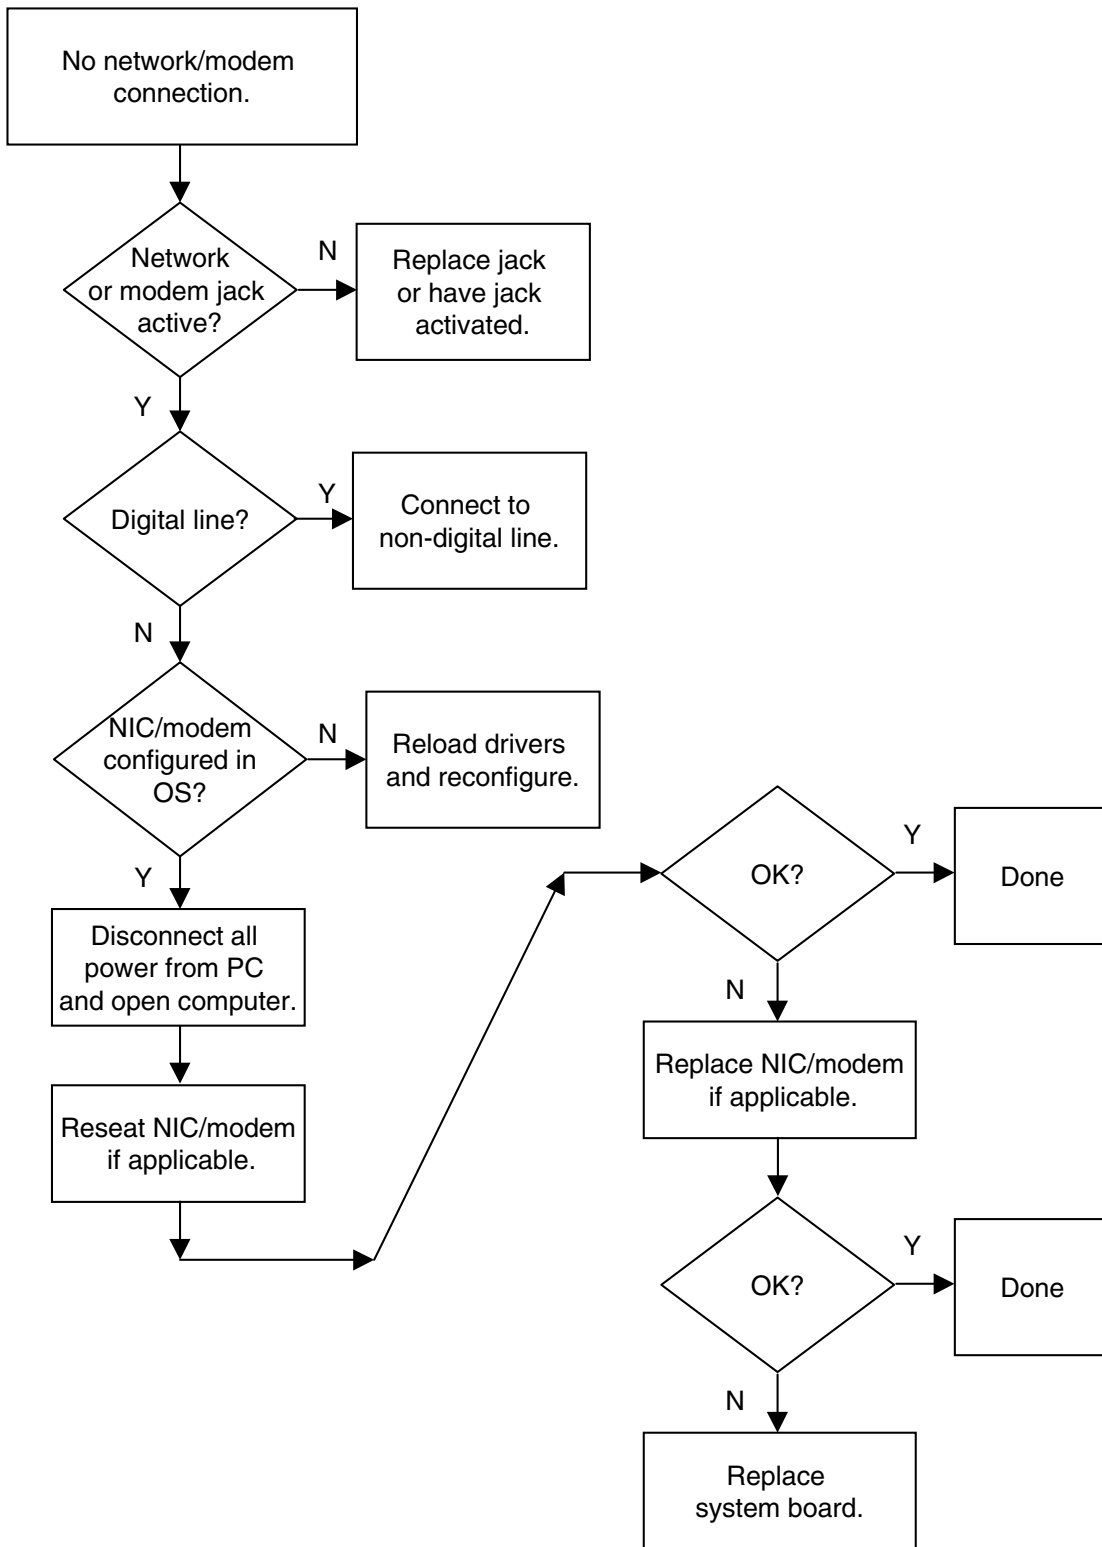 No network/modem
connection.
Network
or modem jack
active?
N
Replace jack
or have jack
activated.
Y
Digital line?
Y
Connect to
non-digital line.
N
NIC/modem
configured in
OS?
N
Reload drivers
and reconfigure.
Y
Disconnect all
power from PC
and open computer.
Reseat NIC/modem
if applicable.
OK?
Y
Done
N
Replace NIC/modem
if applicable.
OK?
Y
Done
N
Replace
system board.